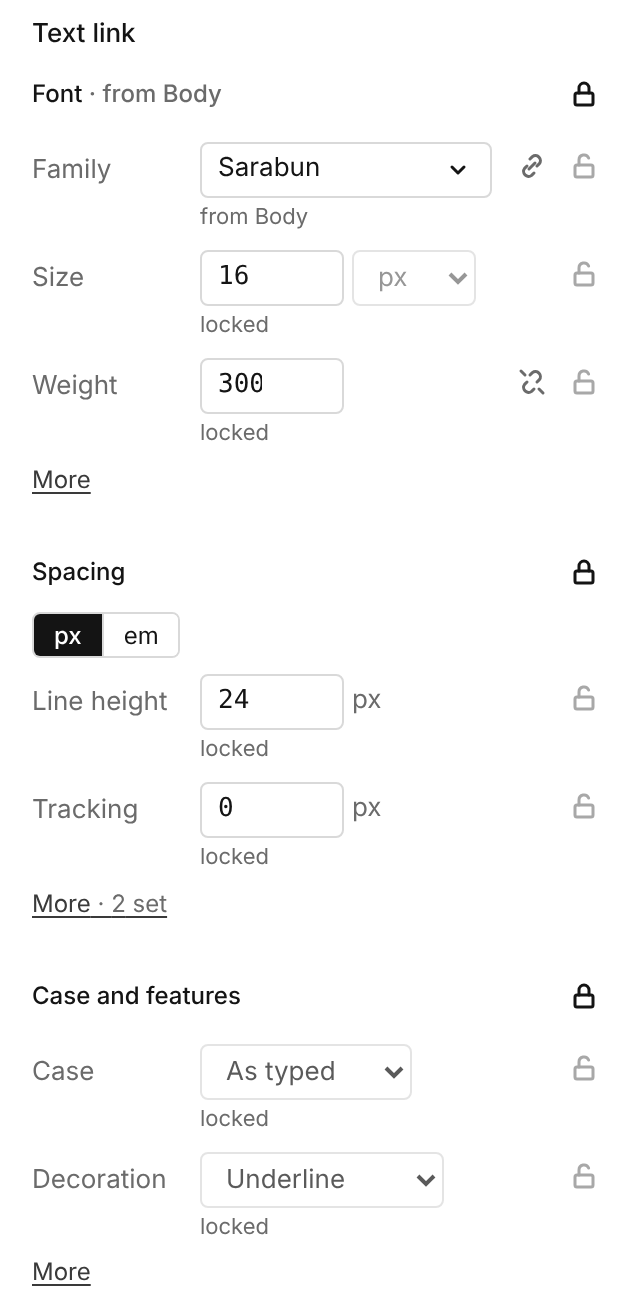 Text link
Font · from Body
Family Sarabun
from Body
Size 16 px
locked
Weight 300
locked
More
Spacing
px em
Line height 24 px
locked
Tracking 0 px
locked
More · 2 set
Case and features
Case As typed
locked
Decoration Underline
locked
More